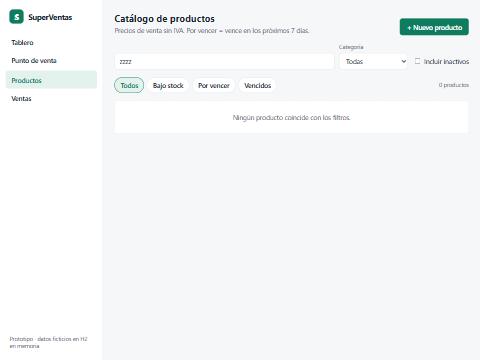 S SuperVentas
Tablero
Punto de venta
Productos
Ventas
Prototipo · datos ficticios en H2
en memoria
Catálogo de productos
Precios de venta sin IVA. Por vencer = vence en los próximos 7 días.
+ Nuevo producto
Categoría
zzzz
Todas
Incluir inactivos
Todos
Bajo stock
Por vencer
Vencidos
0 productos
Ningún producto coincide con los filtros.